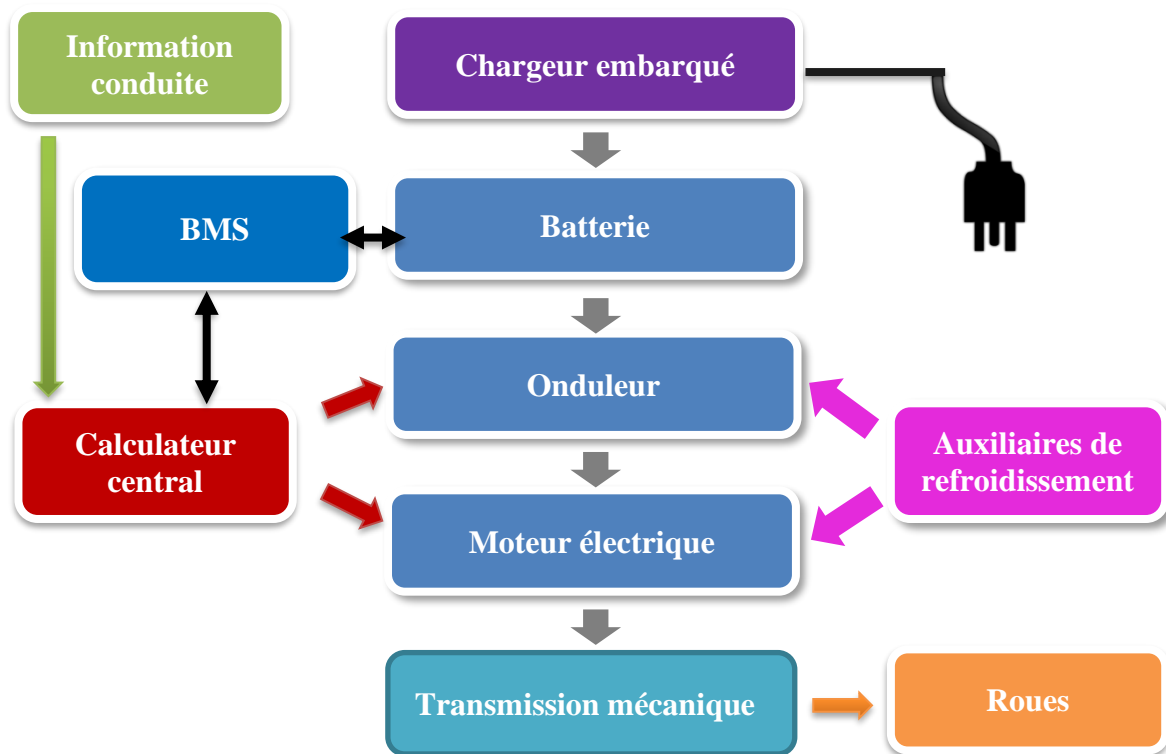 Information
conduite
Chargeur embarqué
BMS
Batterie
Onduleur
Calculateur
central
Auxiliaires de
refroidissement
Moteur électrique
Transmission mécanique
Roues